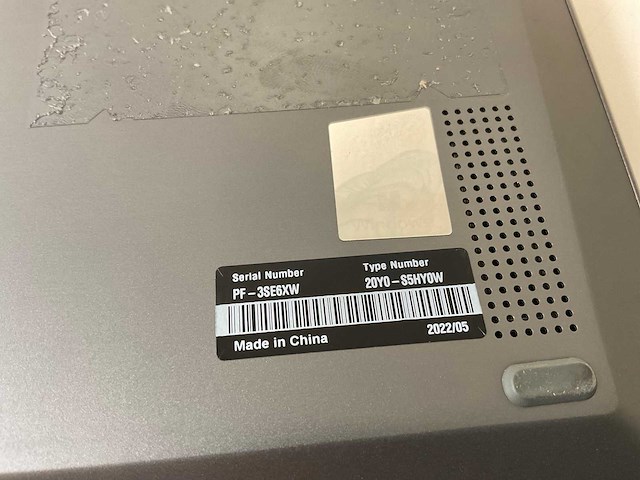 Serial Number Type Number
PF-3SE6XW 20Y0-S5HY0W
Made in China 2022/05